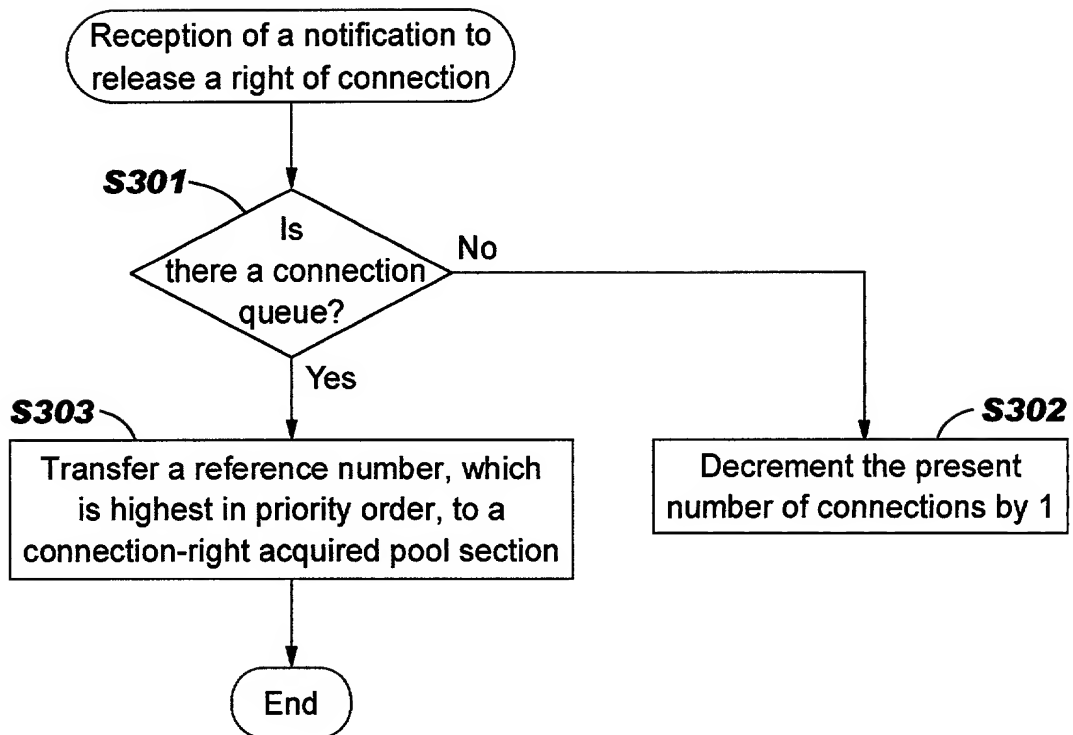 Reception of a notification to
release a right of connection
S301
Is
there a connection
queue?
No
Yes
S303
Transfer a reference number, which
is highest in priority order, to a
connection-right acquired pool section
S302
Decrement the present
number of connections by 1
End